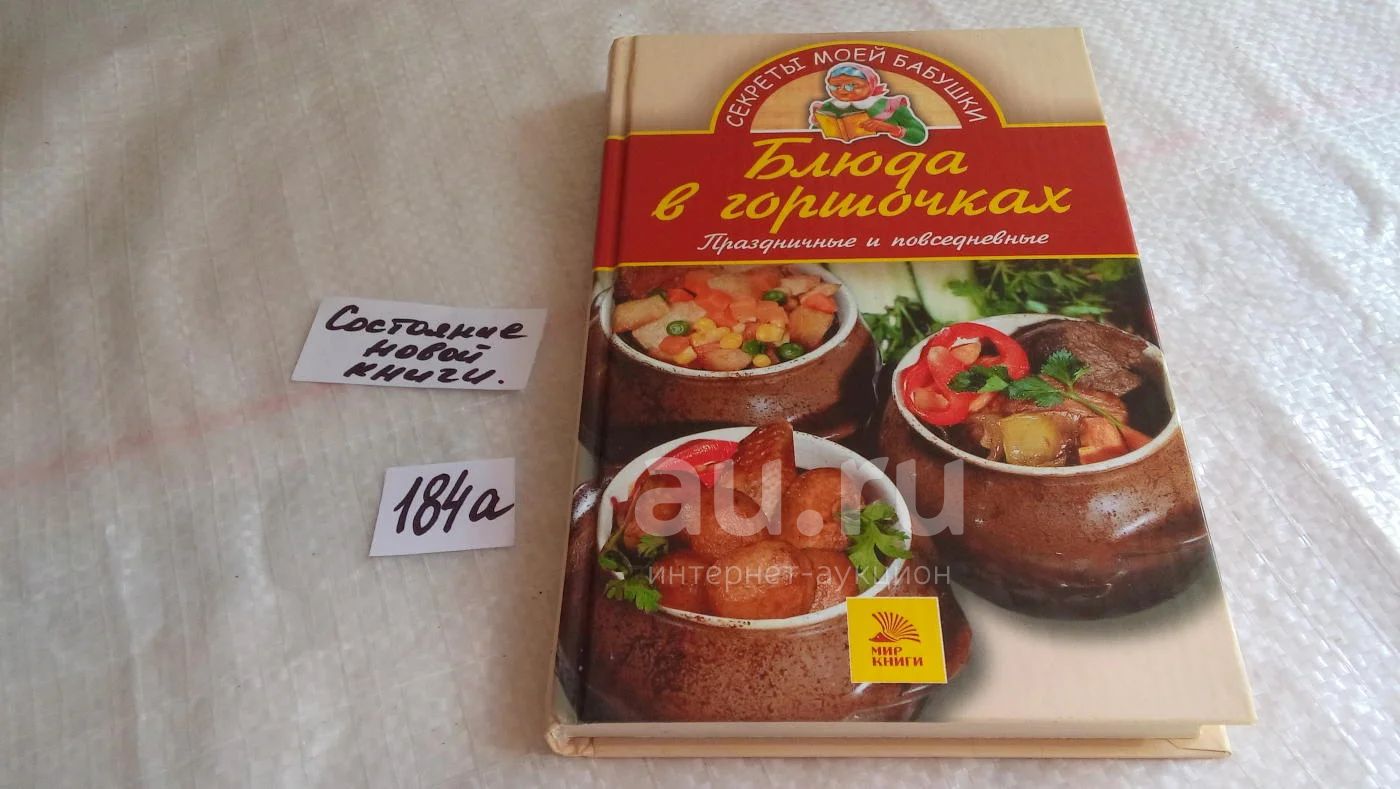 СЕКРЕТЫ МОЕЙ БАБУШКИ
Блюда
в горшочках
Праздничные и повседневные
Состояние
новой
книги.
184а
au.ru
интернет-аукцион
МИР
КНИГИ